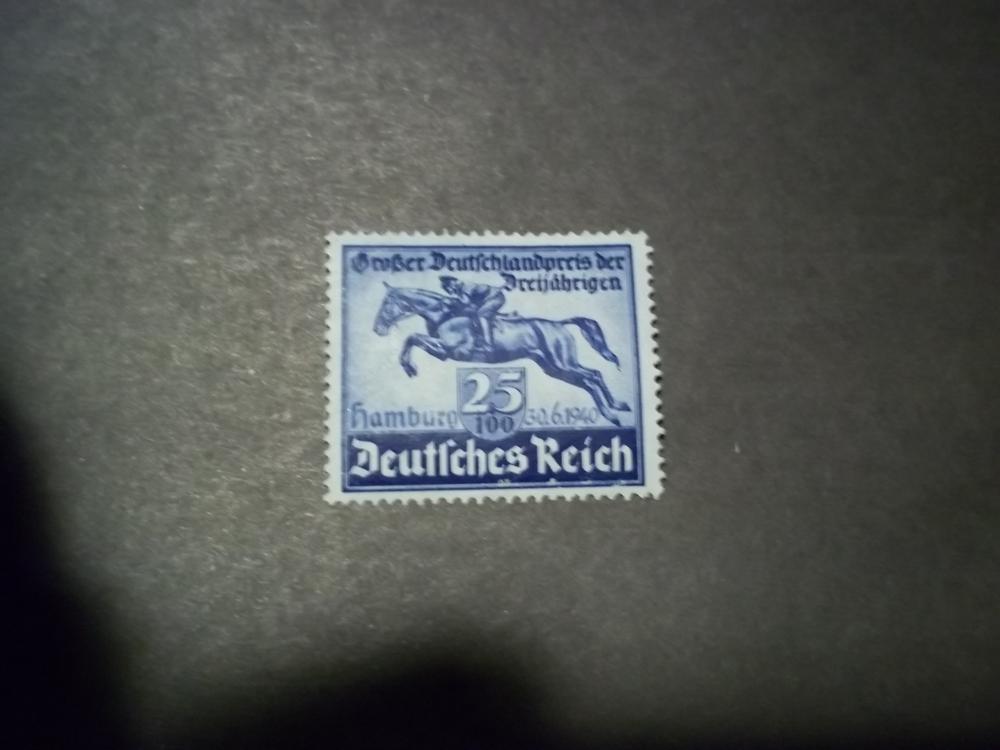 Großer Deutschlandpreis der
Dreijährigen
25
100
Hamburg 30.6.1940
Deutsches Reich